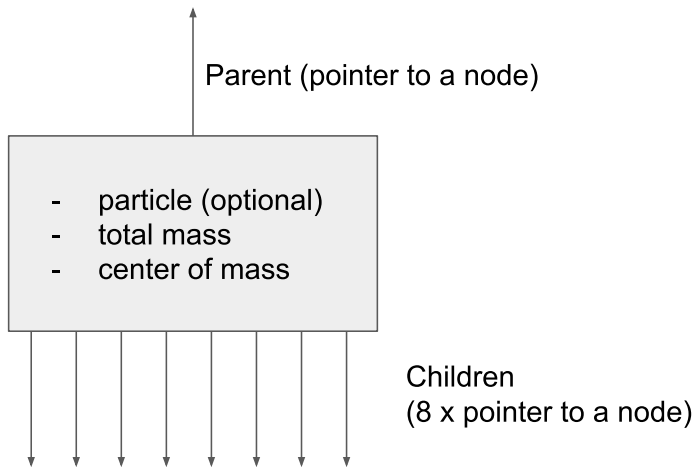 Parent (pointer to a node)
- particle (optional)
- total mass
- center of mass
Children
(8 x pointer to a node)